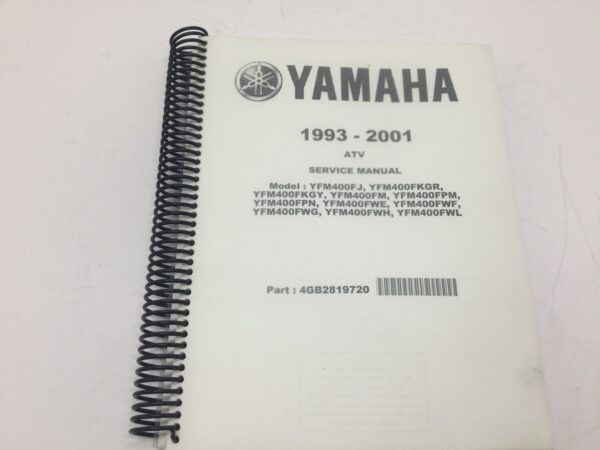 YAMAHA
1993 - 2001
ATV
SERVICE MANUAL
Model : YFM400FJ, YFM400FKGR,
YFM400FKGY, YFM400FM, YFM400FPM,
YFM400FPN, YFM400FWE, YFM400FWF,
YFM400FWG, YFM400FWH, YFM400FWL
Part : 4GB2819720